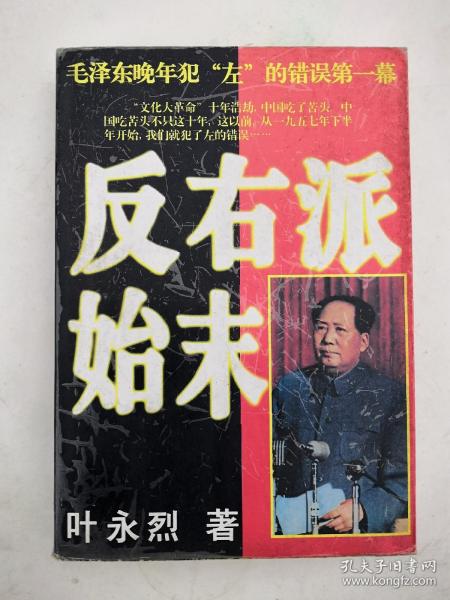 毛泽东晚年犯“左”的错误第一幕
“文化大革命”十年浩劫，中国吃了苦头。中
国吃苦头不只这十年，这以前，从一九五七年下半
年开始，我们就犯了左的错误……
反右派
始末
叶永烈 著
孔夫子旧书网
www.kongfz.com